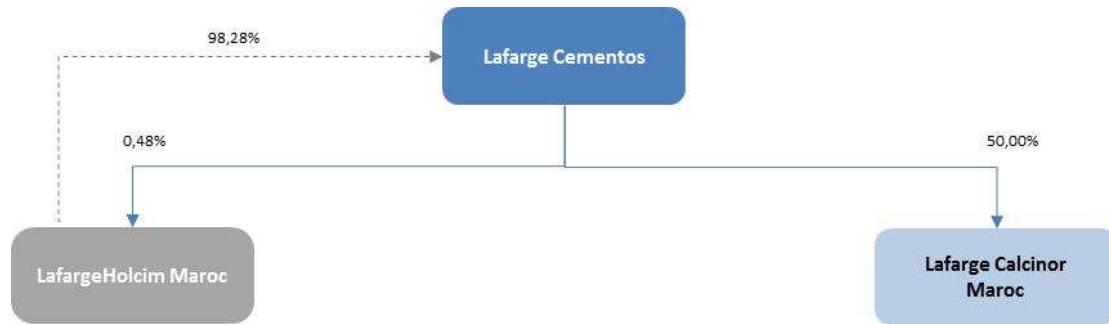 98,28%
Lafarge Cementos
0,48%
50,00%
LafargeHolcim Maroc
Lafarge Calcinor
Maroc